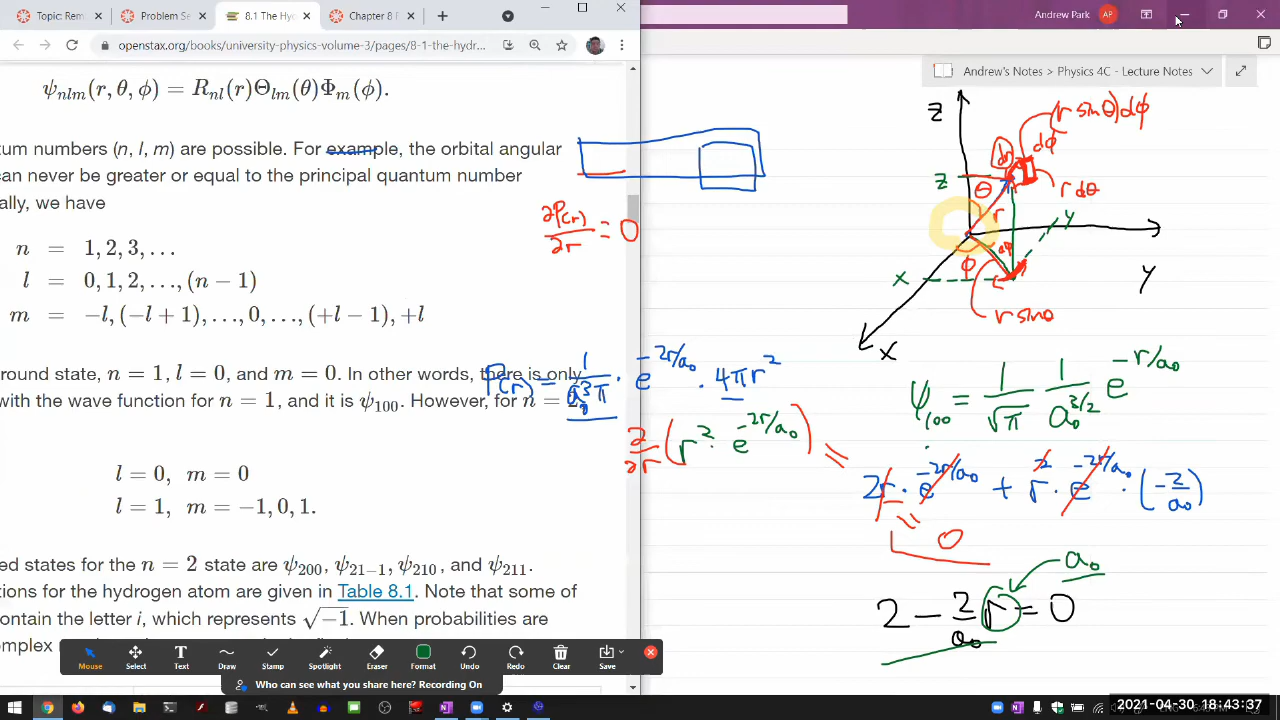 Topic: Remo
Problem Se
8.1 The Hy
Chapter 8 f
Andrew Park
AP
openstax.org/books/university-physics-volume-3/pages/8-1-the-hydr...
Andrew's Notes > Physics 4C - Lecture Notes
ψnlm(r, θ, ϕ) = Rnl(r)Θlm(θ)Φm(ϕ).
tum numbers (n, l, m) are possible. For example, the orbital angular
can never be greater or equal to the principal quantum number
ally, we have
n = 1, 2, 3, …
l = 0, 1, 2, …, (n − 1)
m = −l, (−l + 1), …, 0, …, (+l − 1), +l
∂P(r)/∂r = 0
round state, n = 1, l = 0, and m = 0. In other words, there is only
with the wave function for n = 1, and it is ψ100. However, for n = 2,
P(r) = 1/(a₀³π) · e^(-2r/a₀) · 4πr²
∂/∂r (r² · e^(-2r/a₀)) =
l = 0, m = 0
l = 1, m = −1, 0, 1.
ed states for the n = 2 state are ψ200, ψ21−1, ψ210, and ψ211.
tions for the hydrogen atom are given in Table 8.1. Note that some of
contain the letter i, which represents √−1. When probabilities are
mplex
z
(r sinθ)dϕ
dϕ
dr
z
θ
r dθ
r
y
ϕ
dϕ
x
y
r sinθ
x
ψ100 = 1/√π 1/a₀^(3/2) e^(-r/a₀)
2r · e^(-2r/a₀) + r² · e^(-2r/a₀) · (-2/a₀)
= 0
a₀
2 − 2/a₀ r = 0
Mouse
Select
Text
Draw
Stamp
Spotlight
Eraser
Format
Undo
Redo
Clear
Save
Who can see what you share here? Recording On
2021-04-30 18:43:37